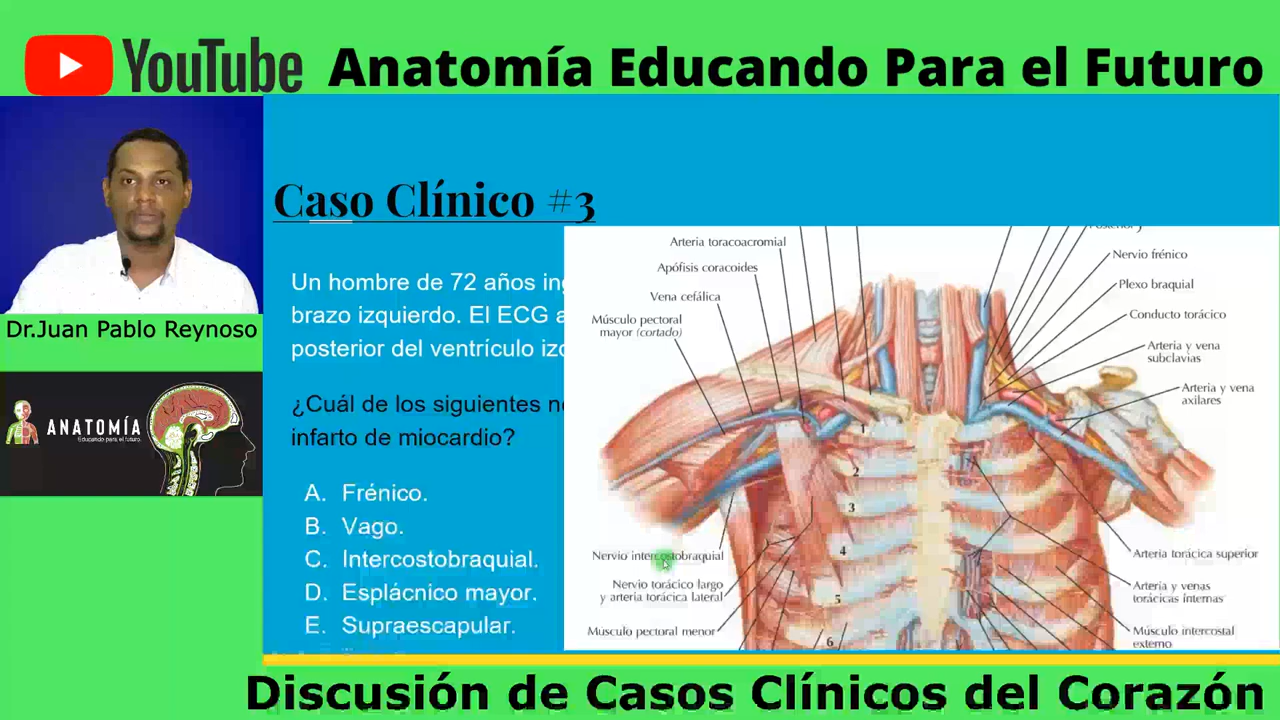 YouTube Anatomía Educando Para el Futuro
Caso Clínico #3
Un hombre de 72 años
brazo izquierdo. El ECG
posterior del ventrículo
¿Cuál de los siguientes
infarto de miocardio?
A. Frénico.
B. Vago.
C. Intercostobraquial.
D. Esplácnico mayor.
E. Supraescapular.
Arteria toracoacromial
Apófisis coracoides
Vena cefálica
Músculo pectoral
mayor (cortado)
Nervio intercostobraquial
Nervio torácico largo
y arteria torácica lateral
Músculo pectoral menor
1
2
3
4
5
6
Nervio frénico
Plexo braquial
Conducto torácico
Arteria y vena
subclavias
Arteria y vena
axilares
Arteria torácica superior
Arteria y venas
torácicas internas
Músculo intercostal
externo
Dr.Juan Pablo Reynoso
ANATOMÍA
Educando para el futuro.
Discusión de Casos Clínicos del Corazón